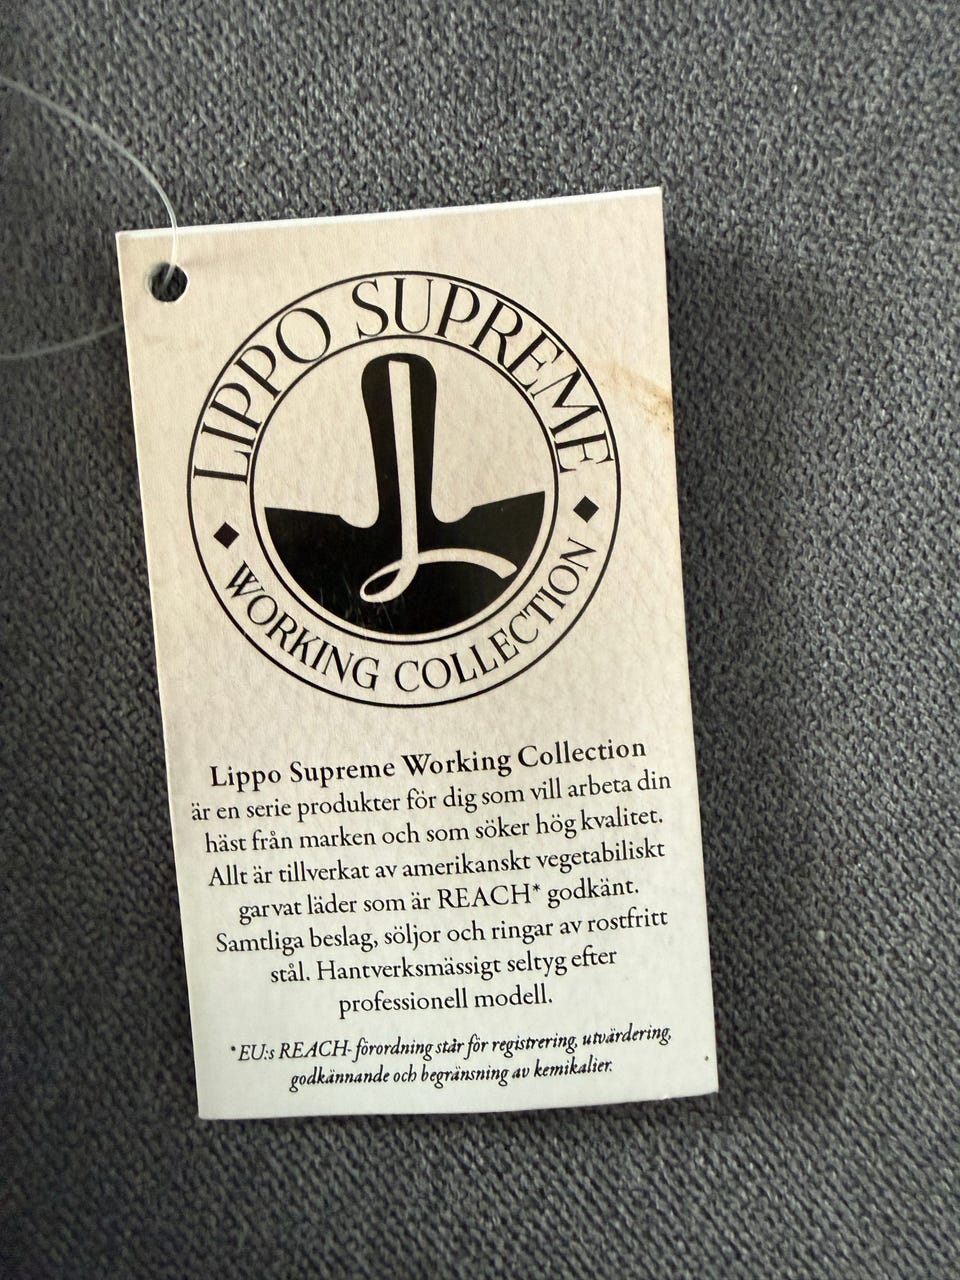 LIPPO SUPREME
WORKING COLLECTION
Lippo Supreme Working Collection
är en serie produkter för dig som vill arbeta din
häst från marken och som söker hög kvalitet.
Allt är tillverkat av amerikanskt vegetabiliskt
garvat läder som är REACH* godkänt.
Samtliga beslag, söljor och ringar av rostfritt
stål. Hantverksmässigt seltyg efter
professionell modell.
*EU:s REACH-förordning står för registrering, utvärdering,
godkännande och begränsning av kemikalier.